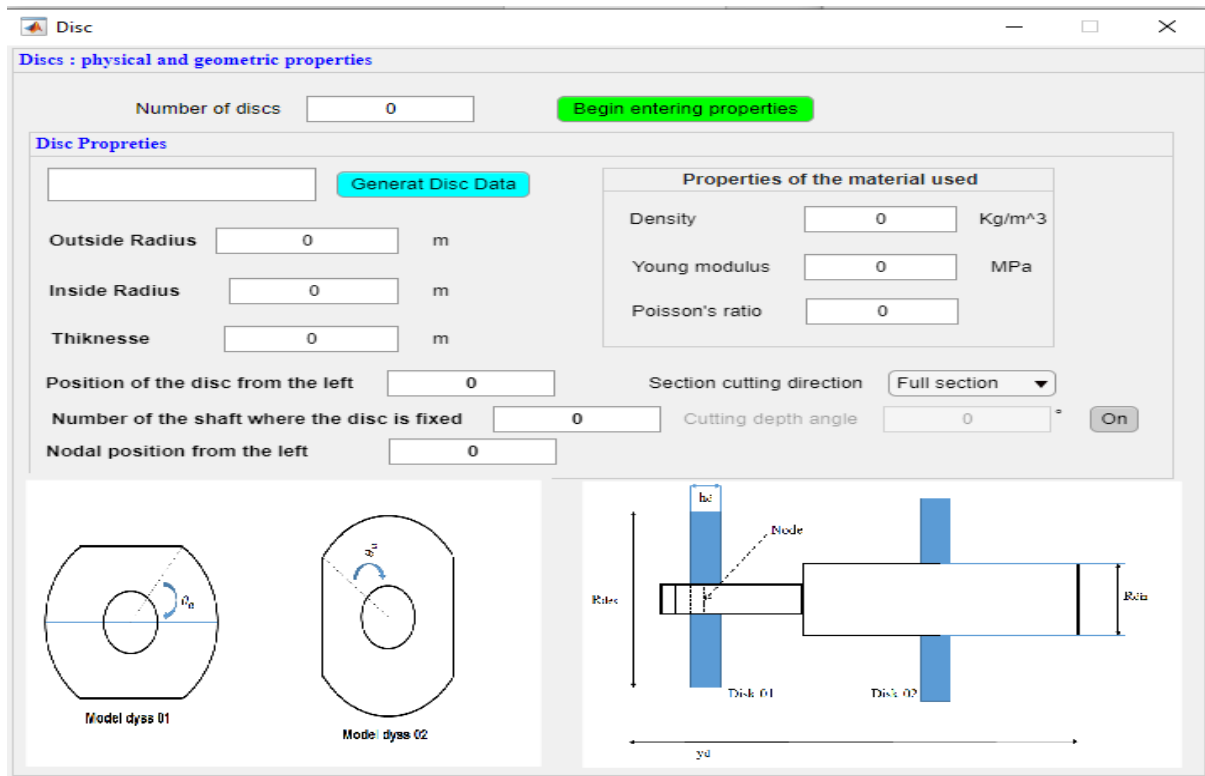 Disc
Discs : physical and geometric properties
Number of discs 0 Begin entering properties
Disc Propreties
Generat Disc Data
Properties of the material used
Density 0 Kg/m^3
Outside Radius 0 m
Young modulus 0 MPa
Inside Radius 0 m
Poisson's ratio 0
Thiknesse 0 m
Position of the disc from the left 0 Section cutting direction Full section
Number of the shaft where the disc is fixed 0 Cutting depth angle 0 ° On
Nodal position from the left 0
hd
Node
Disk 01 Disk 02
Model dyss 01
Model dyss 02
yd